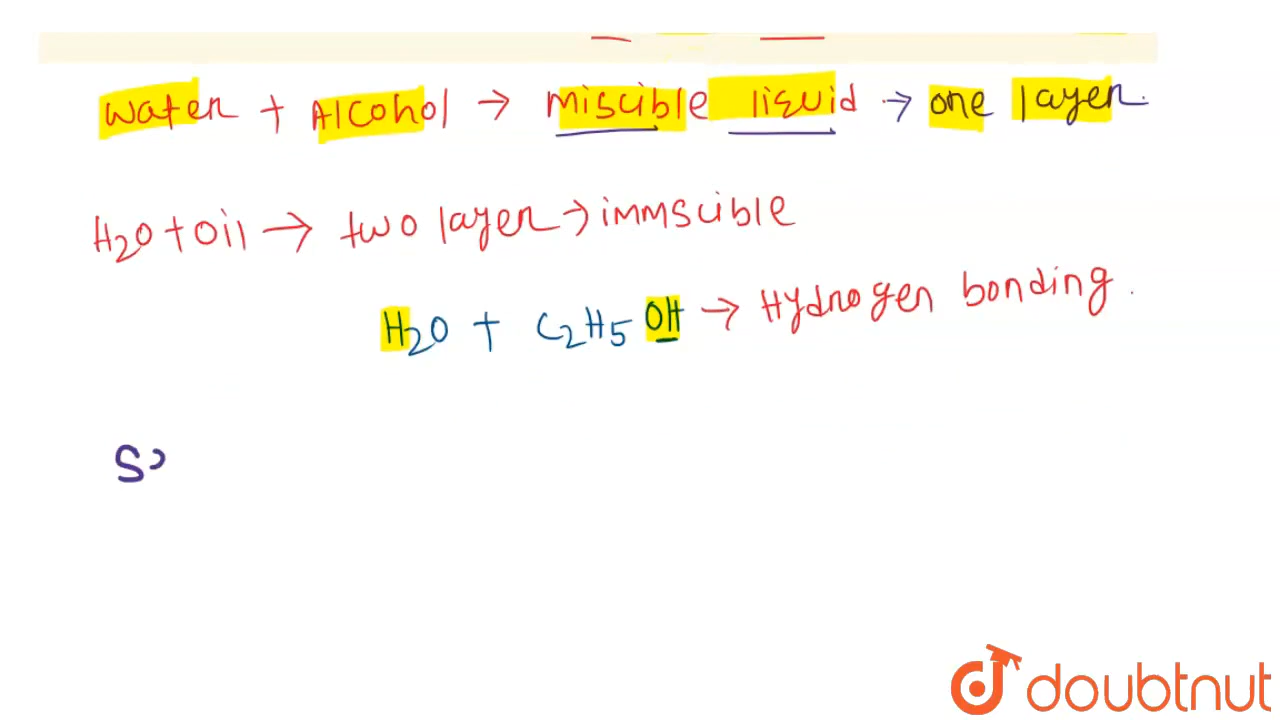 Water + Alcohol → miscible liquid → one layer.
H₂O + Oil → two layer → immscible
H₂O + C₂H₅OH → Hydrogen bonding.
doubtnut